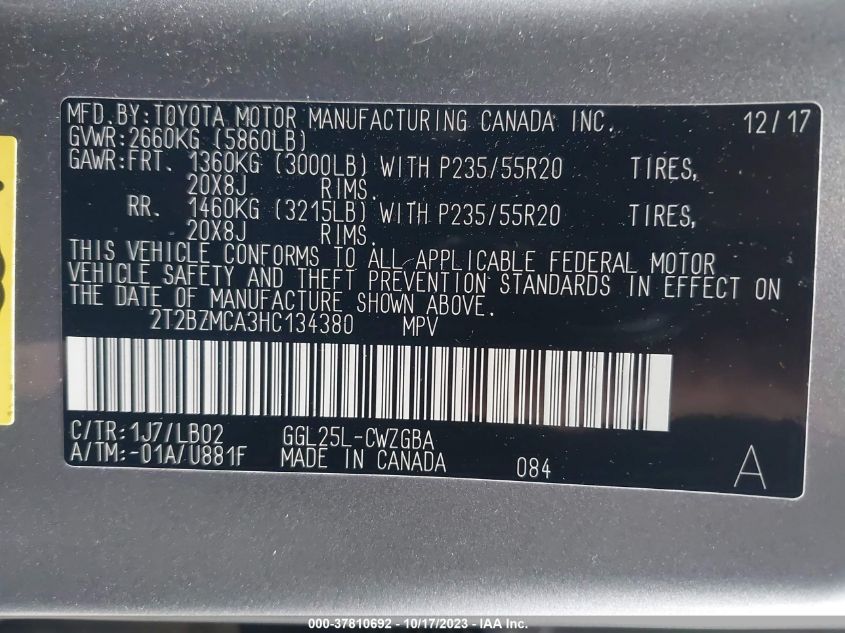 MFD.BY:TOYOTA MOTOR MANUFACTURING CANADA INC. 12/17
GVWR:2660KG (5860LB)
GAWR:FRT. 1360KG (3000LB) WITH P235/55R20 TIRES,
20X8J RIMS.
RR. 1460KG (3215LB) WITH P235/55R20 TIRES,
20X8J RIMS.
THIS VEHICLE CONFORMS TO ALL APPLICABLE FEDERAL MOTOR
VEHICLE SAFETY AND THEFT PREVENTION STANDARDS IN EFFECT ON
THE DATE OF MANUFACTURE SHOWN ABOVE.
2T2BZMCA3HC134380 MPV
C/TR:1J7/LB02 GGL25L-CWZGBA
A/TM:-01A/U881F MADE IN CANADA 084 A
000-37810692 - 10/17/2023 - IAA Inc.